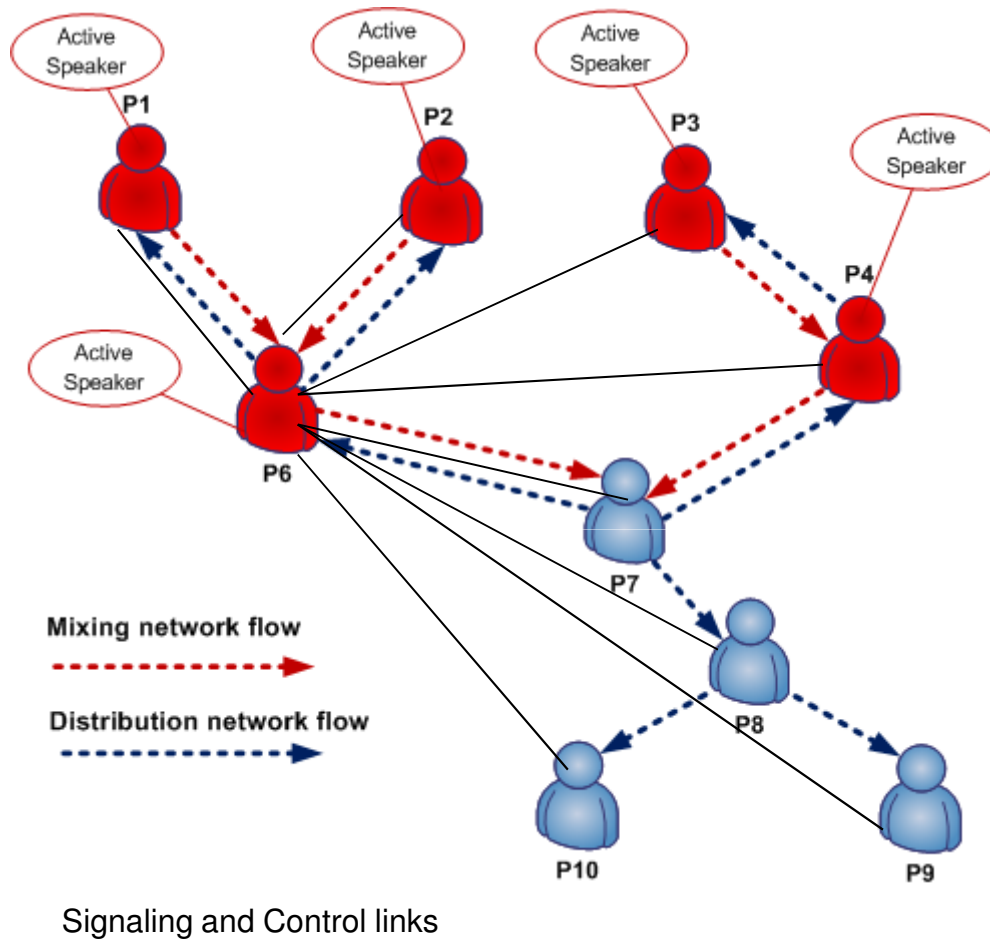 Active
Speaker
Active
Speaker
Active
Speaker
P1
P2
P3
Active
Speaker
P4
Active
Speaker
P6
P7
Mixing network flow
Distribution network flow
P8
P10
P9
Signaling and Control links